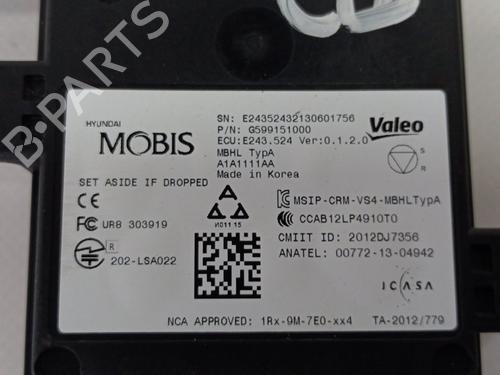 B-PARTS
SN: E24352432130601756
P/N: G599151000
ECU:E243.524 Ver:0.1.2.0
MBHL TypA
A1A1111AA
Made in Korea
HYUNDAI
MOBIS
Valeo
S
R
SET ASIDE IF DROPPED
CE
MSIP-CRM-VS4-MBHLTypA
FC UR8 303919
CCAB12LP4910T0
CMIIT ID: 2012DJ7356
R
202-LSA022
N011 15
ANATEL: 00772-13-04942
ICASA
NCA APPROVED: 1Rx-9M-7E0-xx4
TA-2012/779